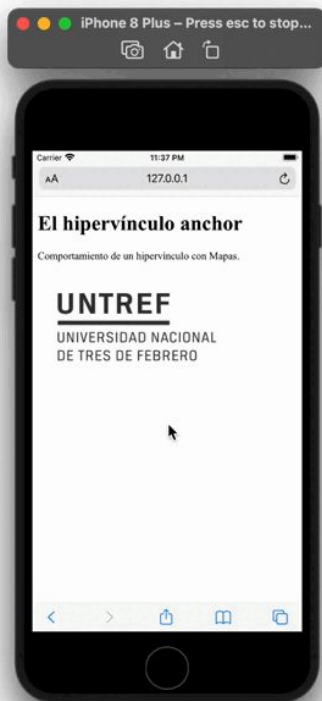 iPhone 8 Plus – Press esc to stop...
Carrier 11:37 PM
AA 127.0.0.1
El hipervínculo anchor
Comportamiento de un hipervínculo con Mapas.
UNTREF
UNIVERSIDAD NACIONAL
DE TRES DE FEBRERO